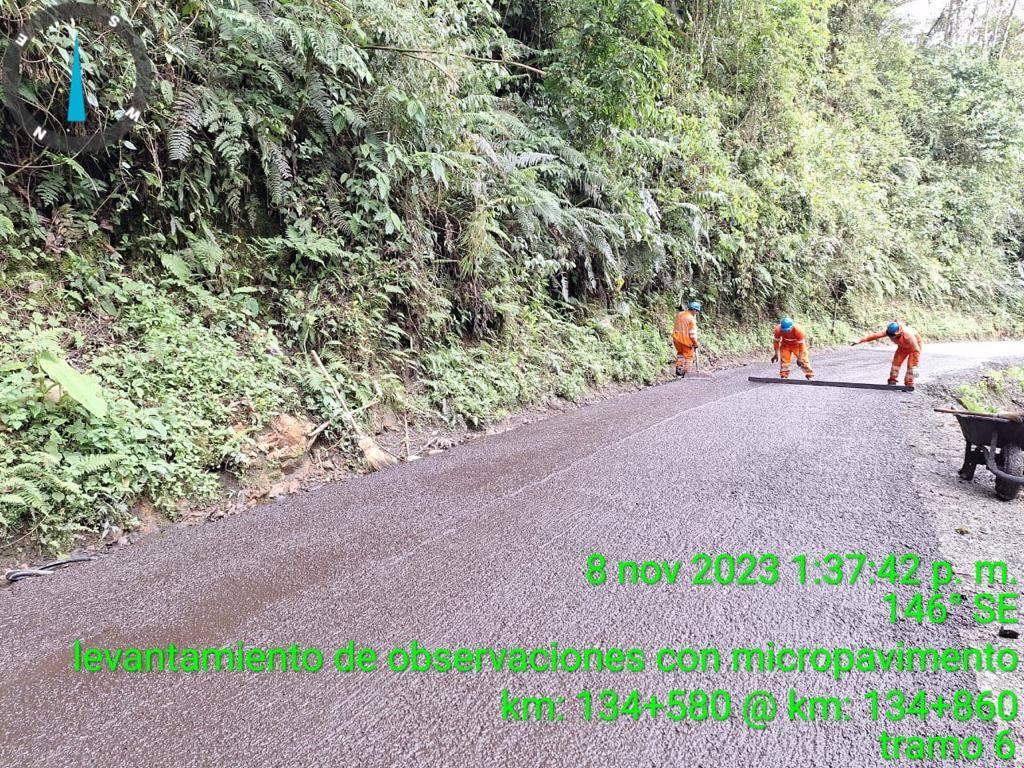 S
E
W
N
8 nov 2023 1:37:42 p. m.
146° SE
levantamiento de observaciones con micropavimento
km: 134+580 @ km: 134+860
tramo 6